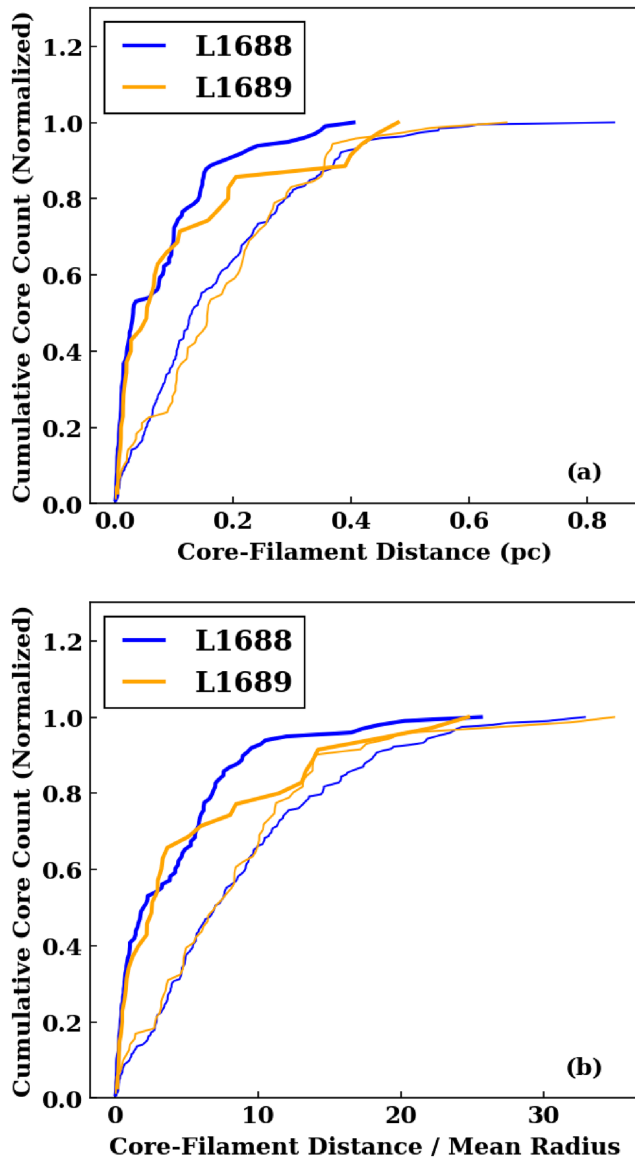 Cumulative Core Count (Normalized)
1.2
1.0
0.8
0.6
0.4
0.2
0.0
L1688
L1689
(a)
0.0 0.2 0.4 0.6 0.8
Core-Filament Distance (pc)
Cumulative Core Count (Normalized)
1.2
1.0
0.8
0.6
0.4
0.2
0.0
L1688
L1689
(b)
0 10 20 30
Core-Filament Distance / Mean Radius